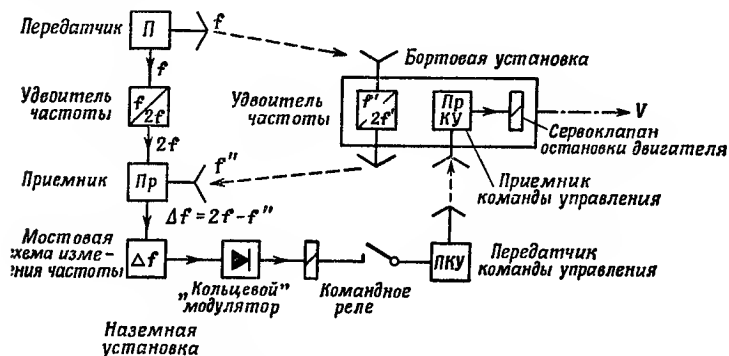 Передатчик
П
f
Бортовая установка
f
Удвоитель
частоты
f
2f
Удвоитель
частоты
f'
2f'
Пр
КУ
V
Сервоклапан
остановки двигателя
2f
f"
Приемник
Пр
Приемник
команды управления
Δf = 2f - f"
Мостовая
схема изме-
ения частоты
Δf
ПКУ
Передатчик
команды управления
„Кольцевой"
модулятор
Командное
реле
Наземная
установка